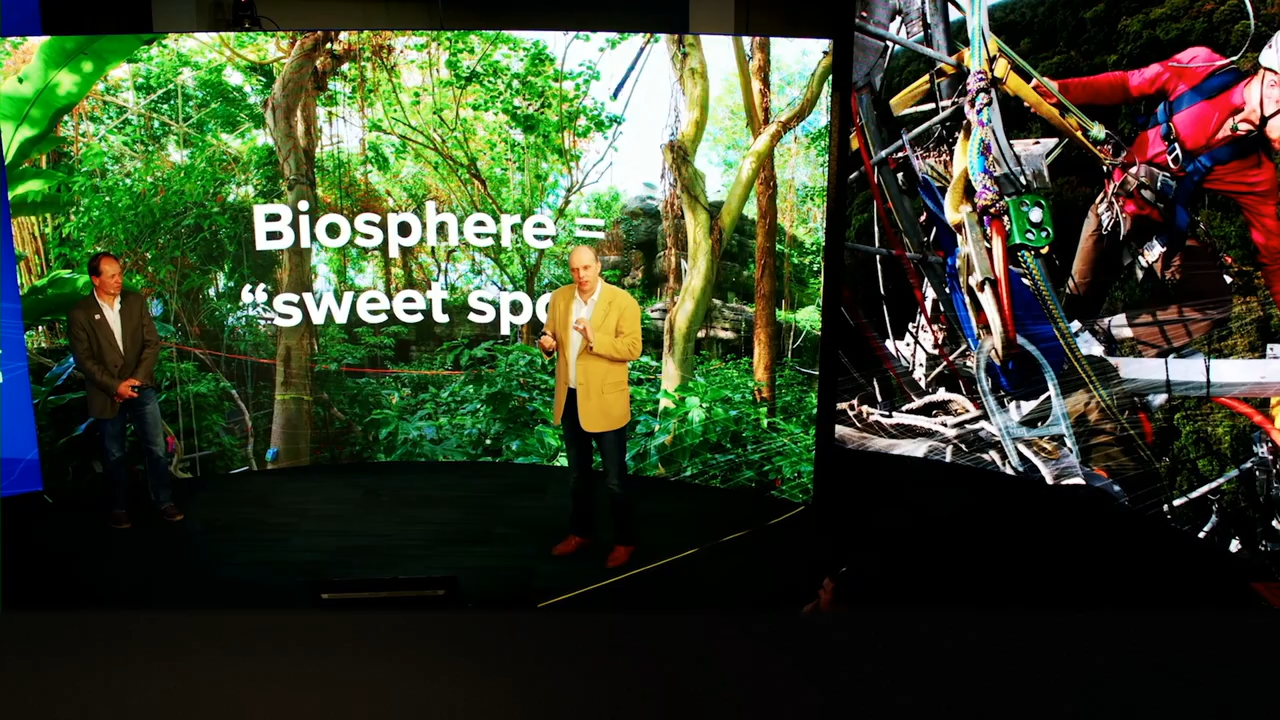 Biosphere =
“sweet spo